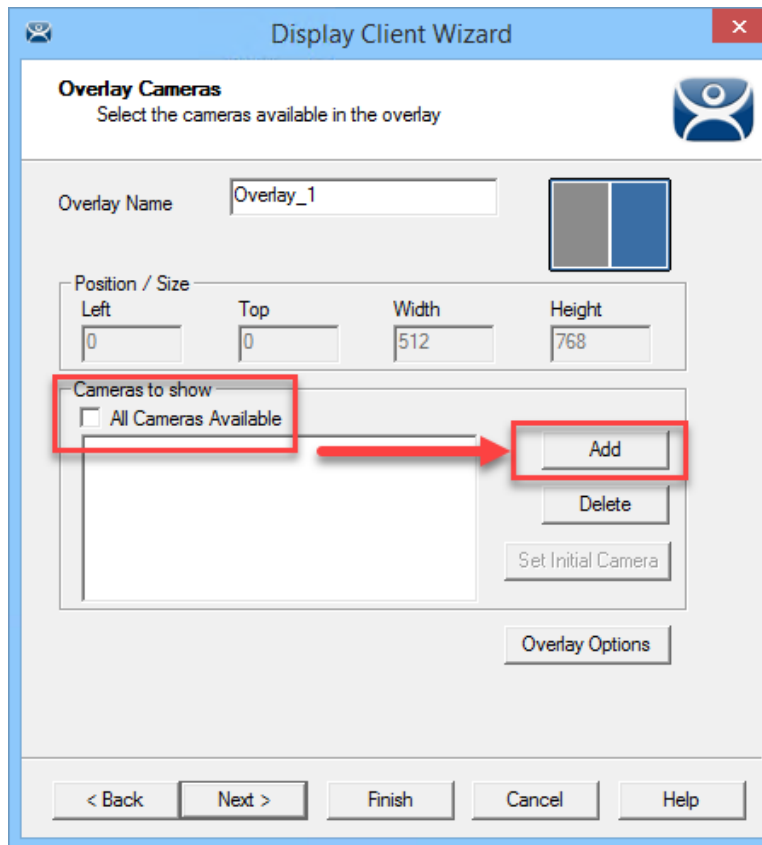 Display Client Wizard
Overlay Cameras
Select the cameras available in the overlay
Overlay Name Overlay_1
Position / Size
Left Top Width Height
0 0 512 768
Cameras to show
All Cameras Available
Add
Delete
Set Initial Camera
Overlay Options
< Back Next > Finish Cancel Help